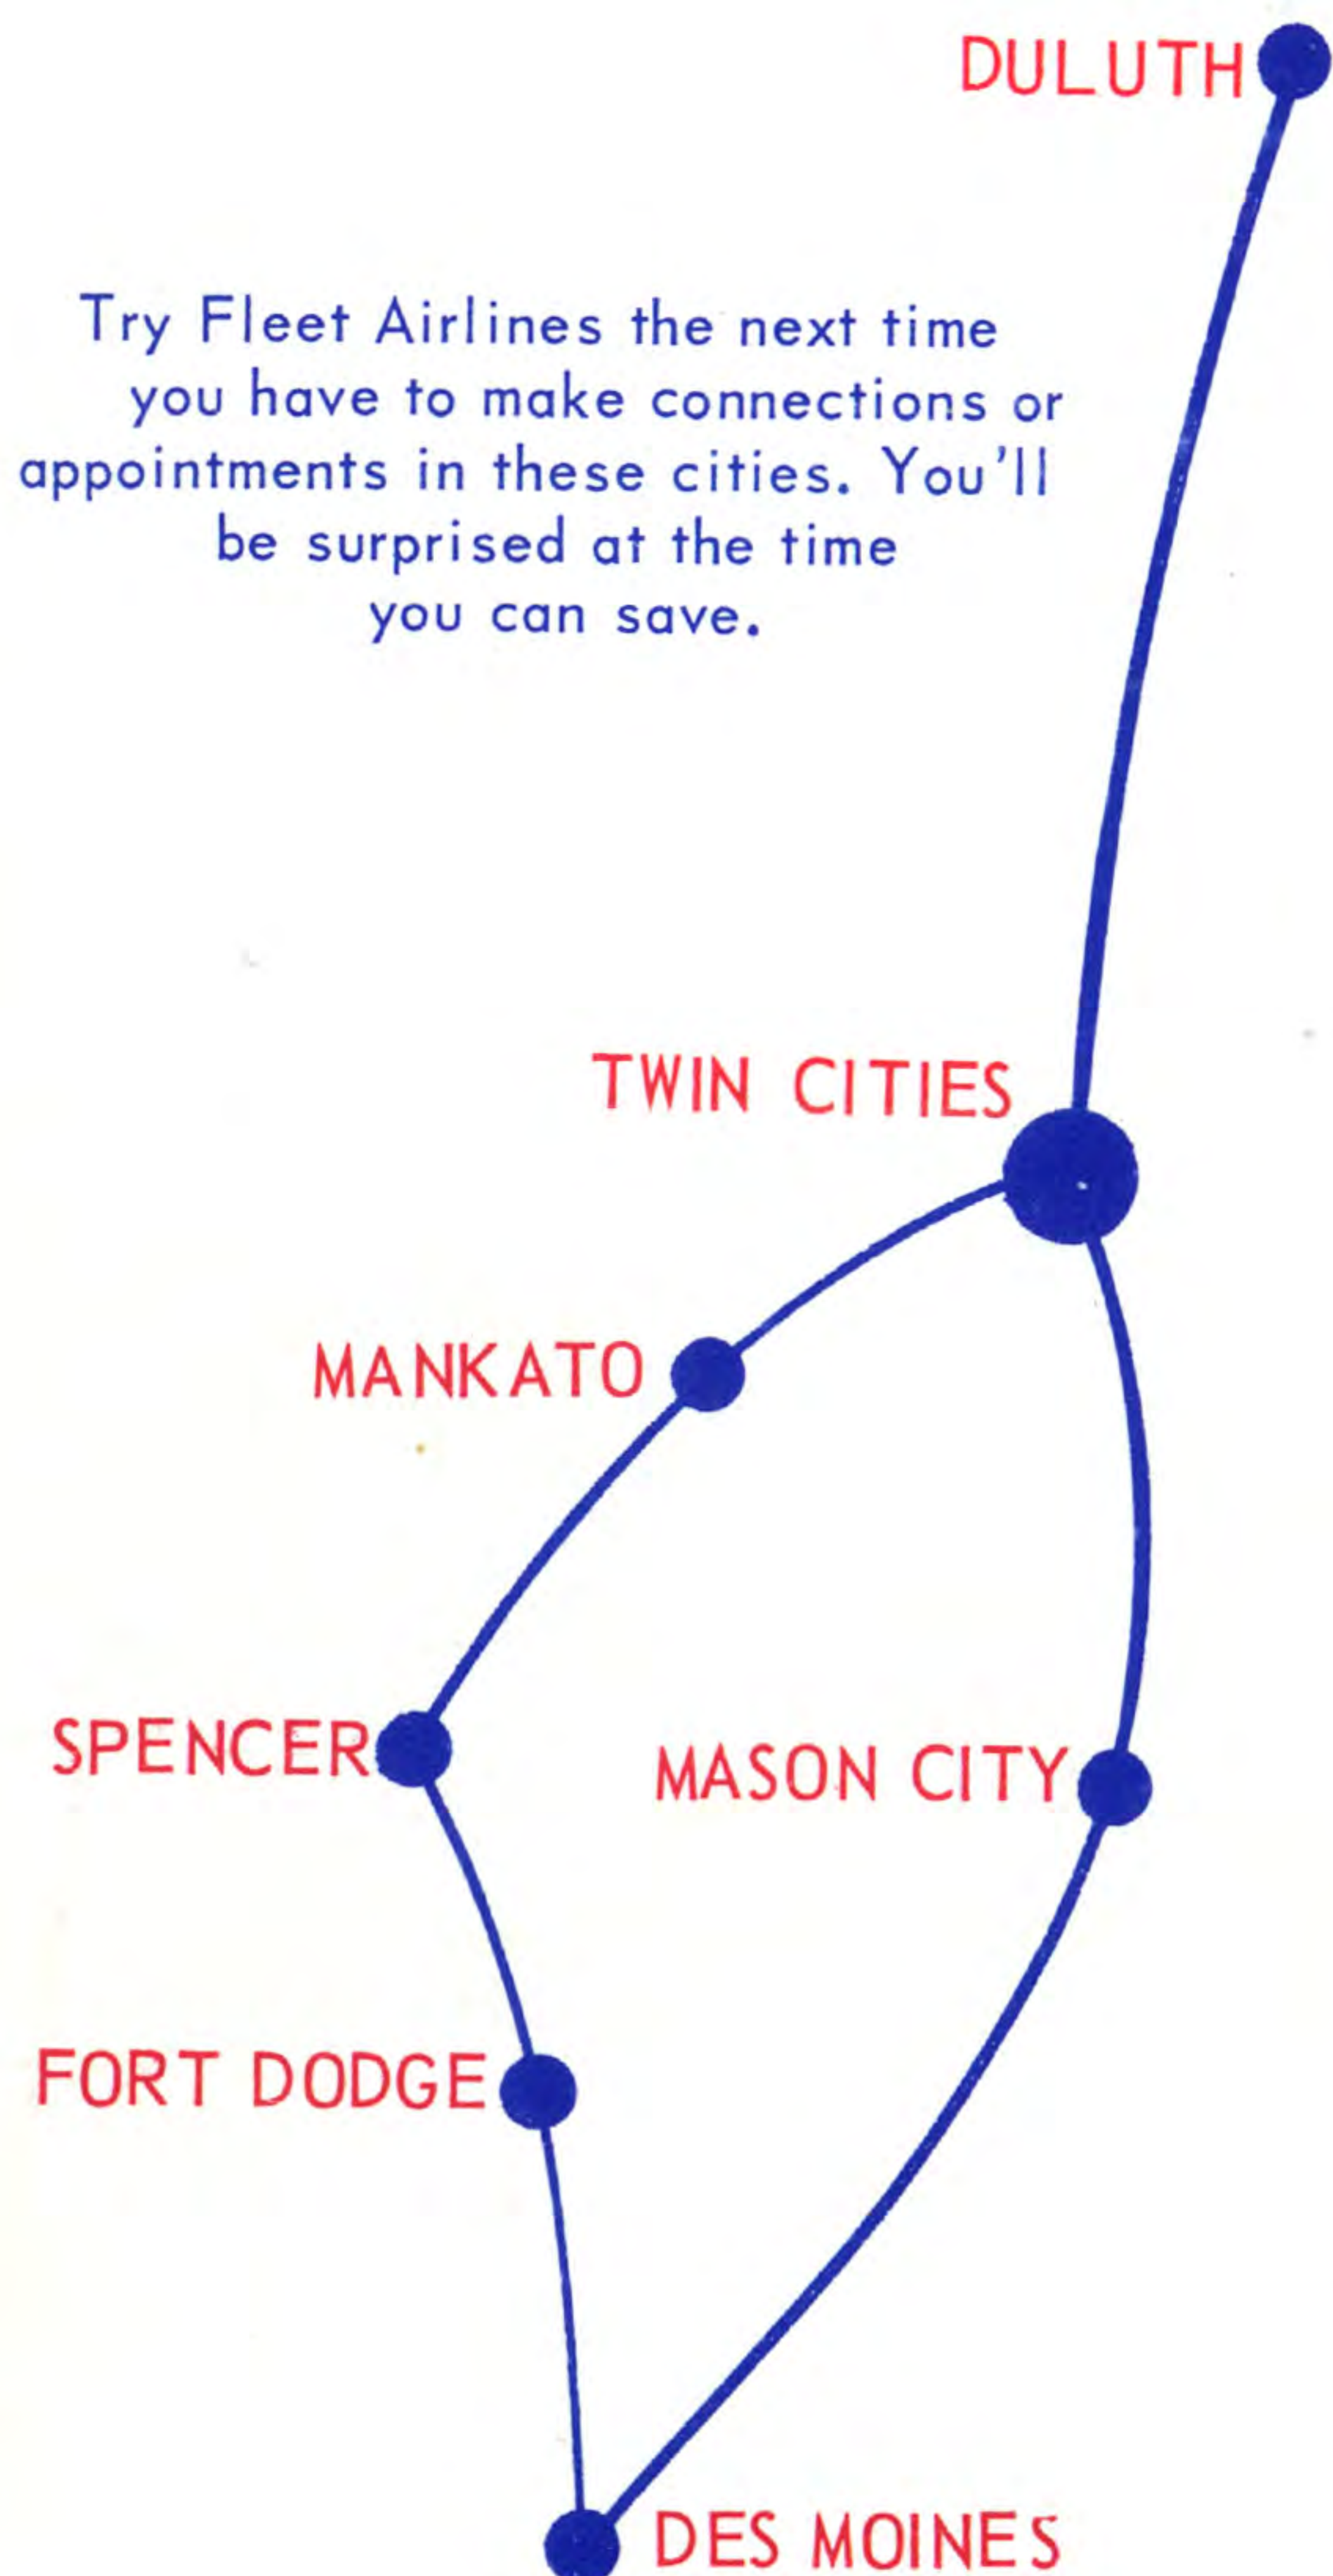 DULUTH
Try Fleet Airlines the next time
you have to make connections or
appointments in these cities. You'll
be surprised at the time
you can save.
TWIN CITIES
MANKATO
SPENCER
MASON CITY
FORT DODGE
DES MOINES